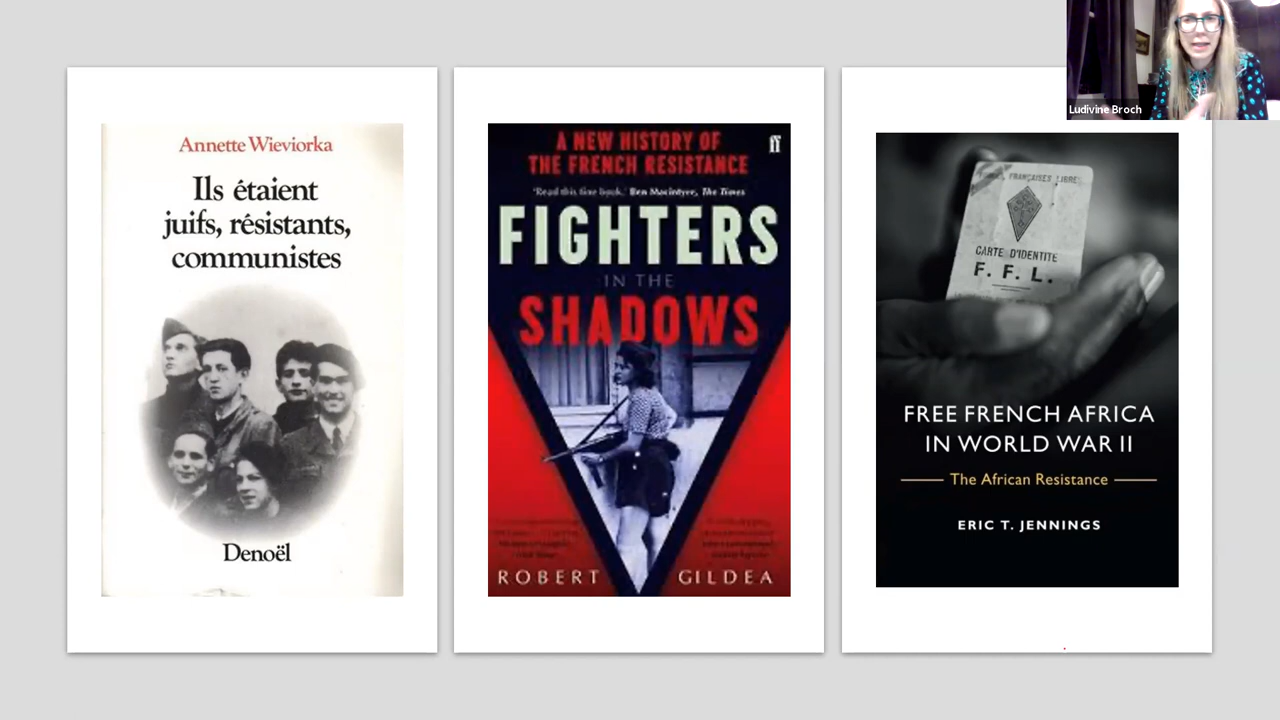 Annette Wieviorka
Ils étaient
juifs, résistants,
communistes
Denoël
A NEW HISTORY OF
THE FRENCH RESISTANCE
ff
'Read this fine book.' Ben Macintyre, The Times
FIGHTERS
IN THE
SHADOWS
ROBERT GILDEA
FRANÇAISES LIBRES
CARTE D'IDENTITE
F. F. L.
FREE FRENCH AFRICA
IN WORLD WAR II
The African Resistance
ERIC T. JENNINGS
Ludivine Broch